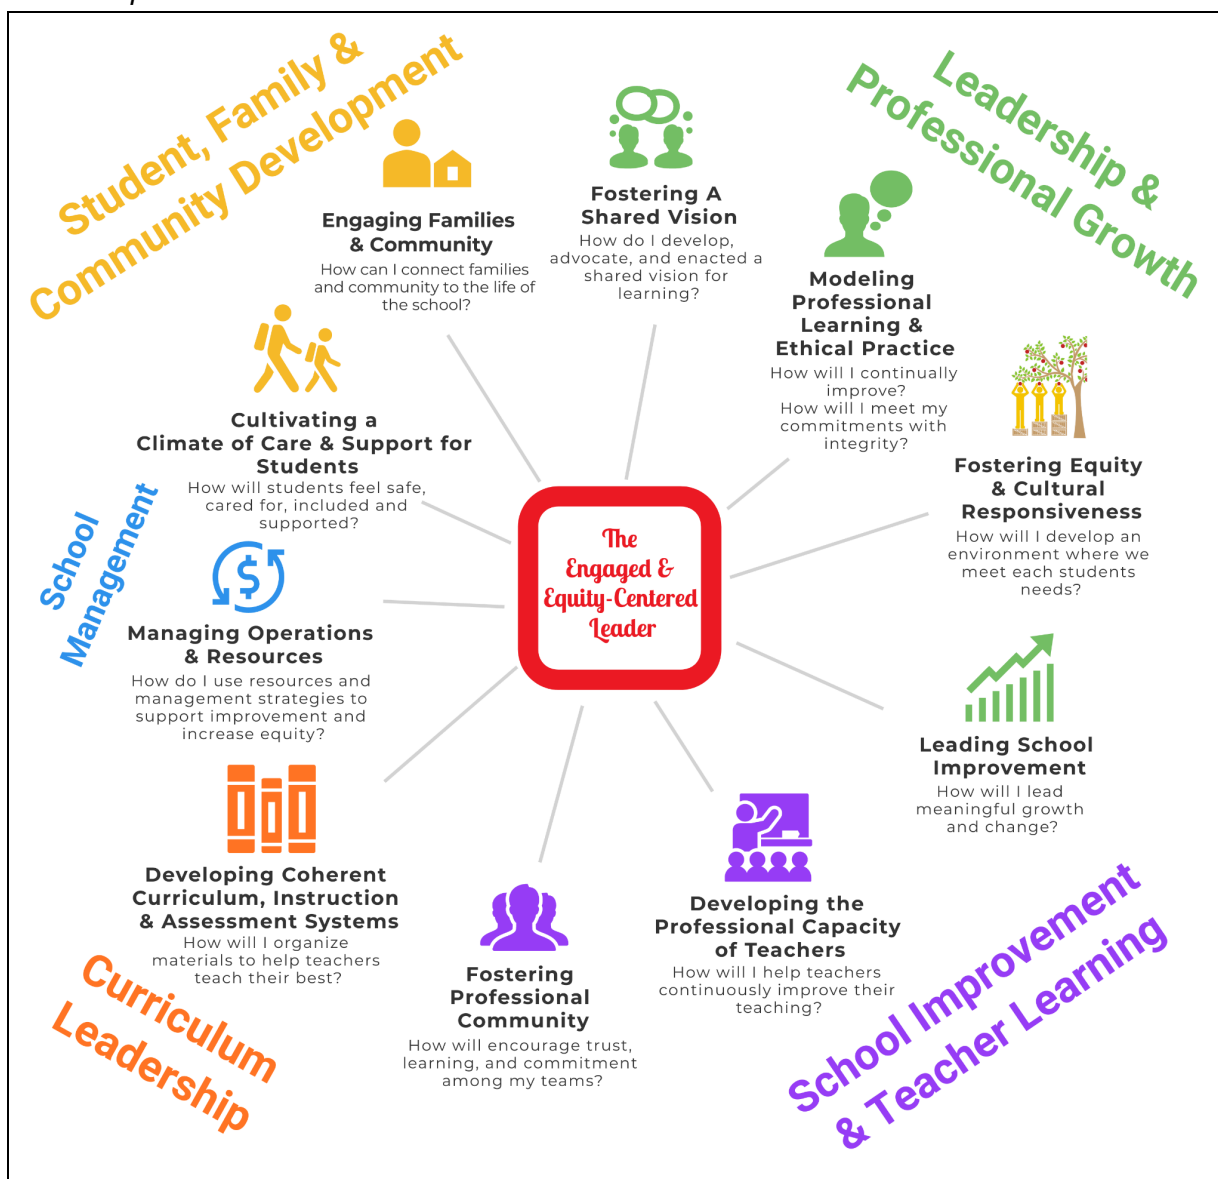 Student, Family &
Community Development
Leadership &
Professional Growth
Engaging Families
& Community
How can I connect families
and community to the life of
the school?
Fostering A
Shared Vision
How do I develop,
advocate, and enacted a
shared vision for
learning?
Modeling
Professional
Learning &
Ethical Practice
How will I continually
improve?
How will I meet my
commitments with
integrity?
Cultivating a
Climate of Care & Support for
Students
How will students feel safe,
cared for, included and
supported?
Fostering Equity
& Cultural
Responsiveness
How will I develop an
environment where we
meet each students
needs?
School
Management
The
Engaged &
Equity-Centered
Leader
$
Managing Operations
& Resources
How do I use resources and
management strategies to
support improvement and
increase equity?
Leading School
Improvement
How will I lead
meaningful growth
and change?
Developing Coherent
Curriculum, Instruction
& Assessment Systems
How will I organize
materials to help teachers
teach their best?
Fostering
Professional
Community
How will encourage trust,
learning, and commitment
among my teams?
Developing the
Professional Capacity
of Teachers
How will I help teachers
continuously improve their
teaching?
Curriculum
Leadership
School Improvement
& Teacher Learning